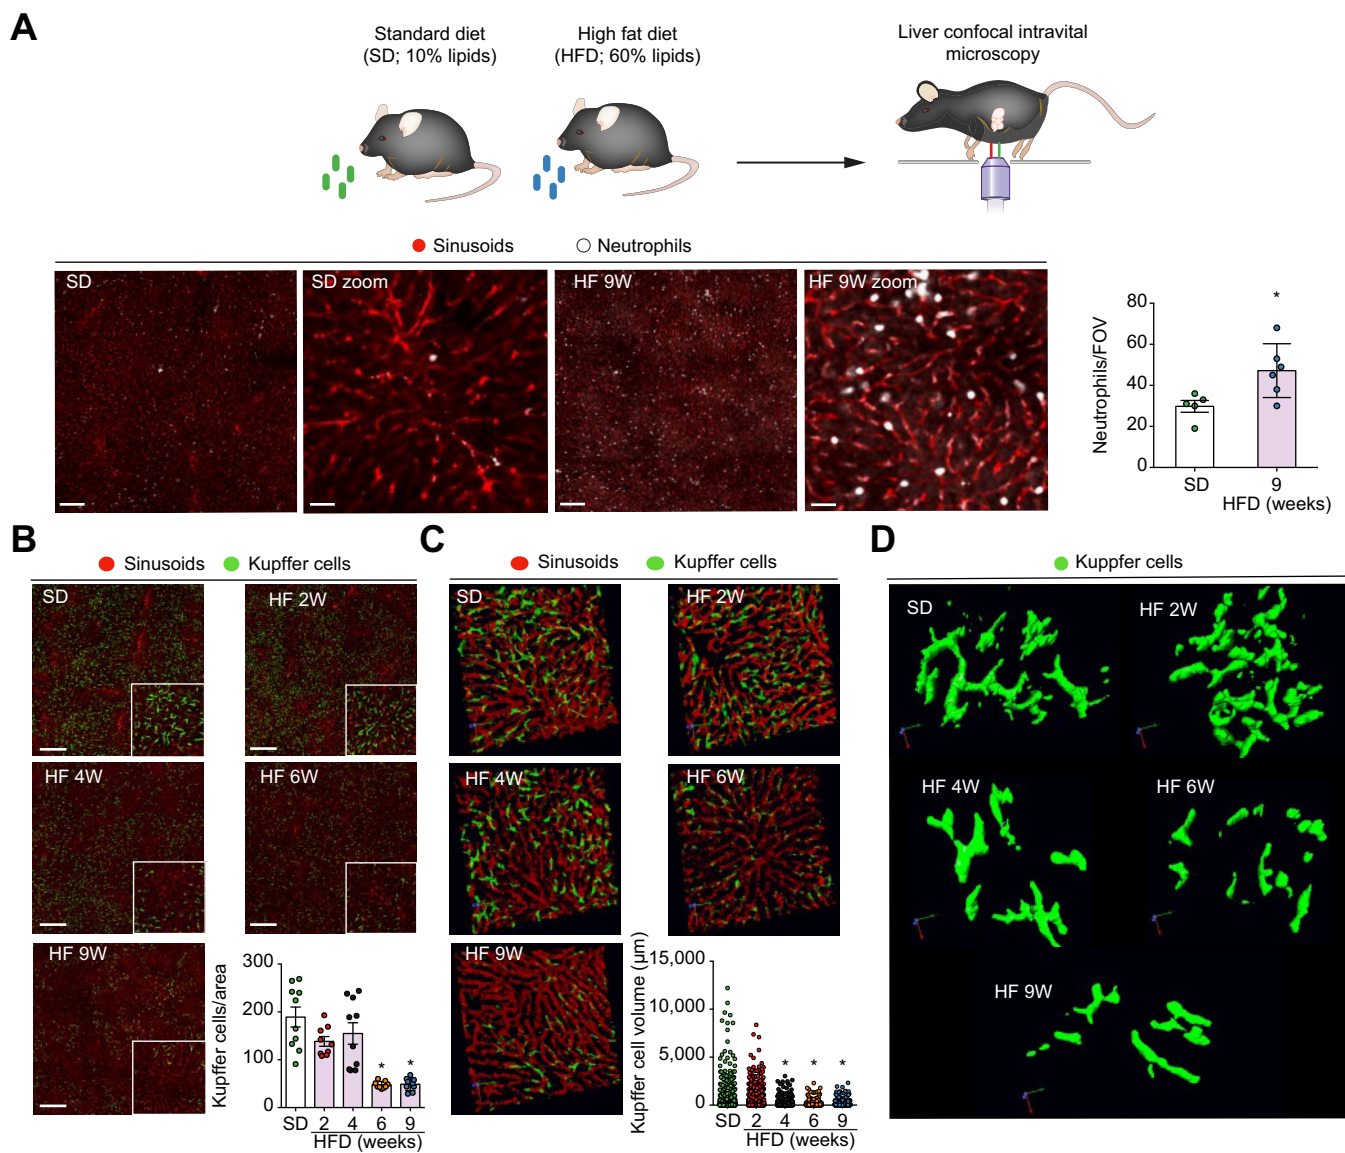 A
Standard diet
(SD; 10% lipids)
High fat diet
(HFD; 60% lipids)
Liver confocal intravital
microscopy
Sinusoids
Neutrophils
SD
SD zoom
HF 9W
HF 9W zoom
80
60
40
20
0
Neutrophils/FOV
*
SD
9
HFD (weeks)
B
Sinusoids
Kupffer cells
SD
HF 2W
HF 4W
HF 6W
HF 9W
300
200
100
0
Kupffer cells/area
* *
SD 2 4 6 9
HFD (weeks)
C
Sinusoids
Kupffer cells
SD
HF 2W
HF 4W
HF 6W
HF 9W
15,000
10,000
5,000
0
Kupffer cell volume (µm)
* * *
SD 2 4 6 9
HFD (weeks)
D
Kuppfer cells
SD
HF 2W
HF 4W
HF 6W
HF 9W